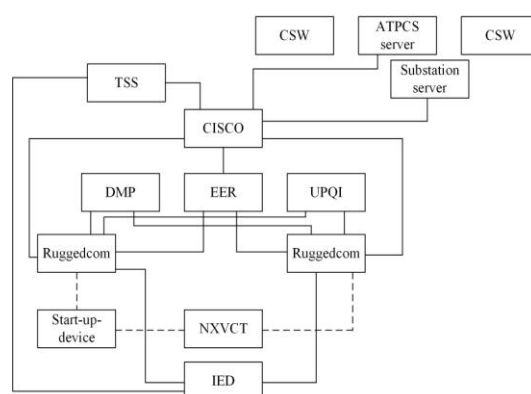 CSW
ATPCS
server
CSW
TSS
Substation
server
CISCO
DMP
EER
UPQI
Ruggedcom
Ruggedcom
Start-up-
device
NXVCT
IED